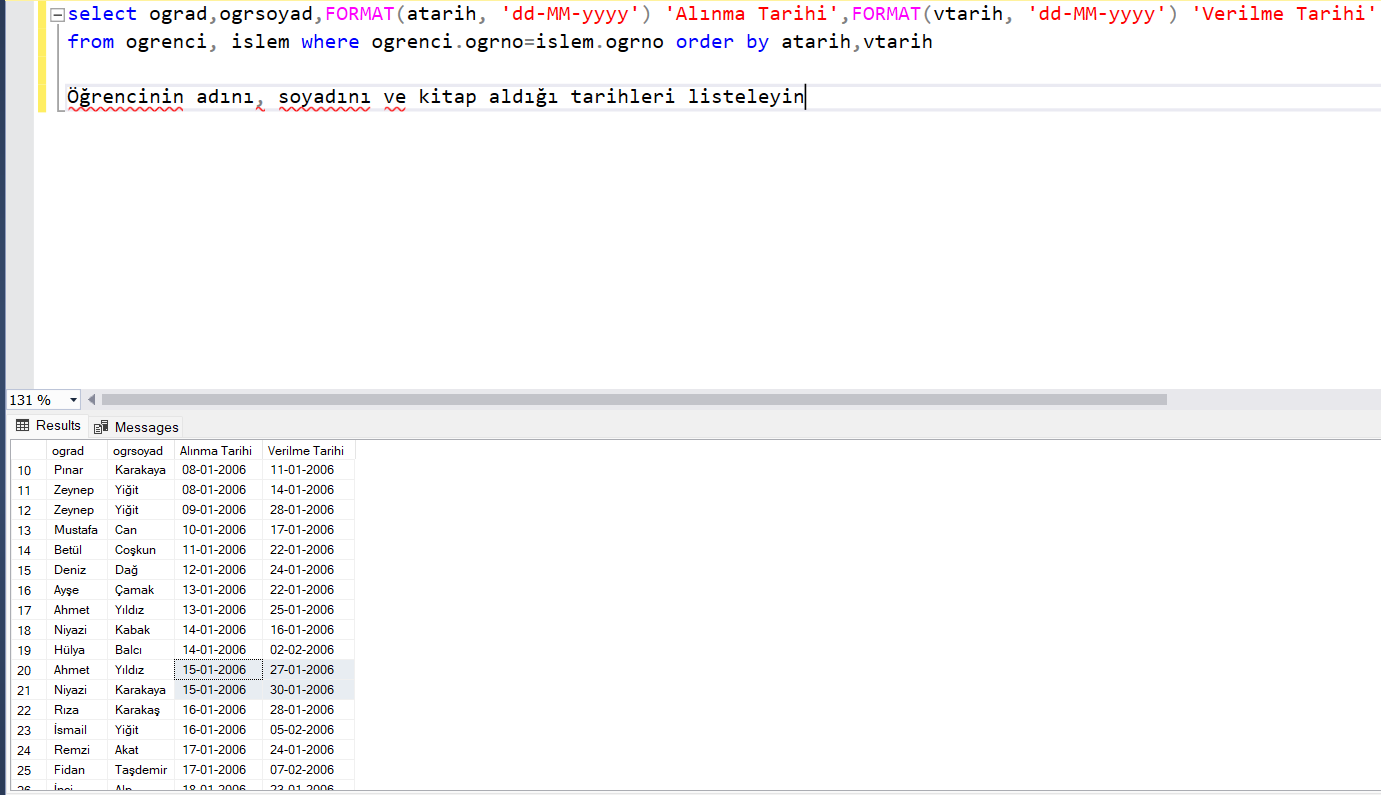 select ograd,ogrsoyad,FORMAT(atarih, 'dd-MM-yyyy') 'Alınma Tarihi',FORMAT(vtarih, 'dd-MM-yyyy') 'Verilme Tarihi'
from ogrenci, islem where ogrenci.ogrno=islem.ogrno order by atarih,vtarih
Öğrencinin adını, soyadını ve kitap aldığı tarihleri listeleyin
131 %
Results Messages
ograd ogrsoyad Alınma Tarihi Verilme Tarihi
10 Pınar Karakaya 08-01-2006 11-01-2006
11 Zeynep Yiğit 08-01-2006 14-01-2006
12 Zeynep Yiğit 09-01-2006 28-01-2006
13 Mustafa Can 10-01-2006 17-01-2006
14 Betül Coşkun 11-01-2006 22-01-2006
15 Deniz Dağ 12-01-2006 24-01-2006
16 Ayşe Çamak 13-01-2006 22-01-2006
17 Ahmet Yıldız 13-01-2006 25-01-2006
18 Niyazi Kabak 14-01-2006 16-01-2006
19 Hülya Balcı 14-01-2006 02-02-2006
20 Ahmet Yıldız 15-01-2006 27-01-2006
21 Niyazi Karakaya 15-01-2006 30-01-2006
22 Rıza Karakaş 16-01-2006 28-01-2006
23 İsmail Yiğit 16-01-2006 05-02-2006
24 Remzi Akat 17-01-2006 24-01-2006
25 Fidan Taşdemir 17-01-2006 07-02-2006
26 İnci Alp 18-01-2006 23-01-2006